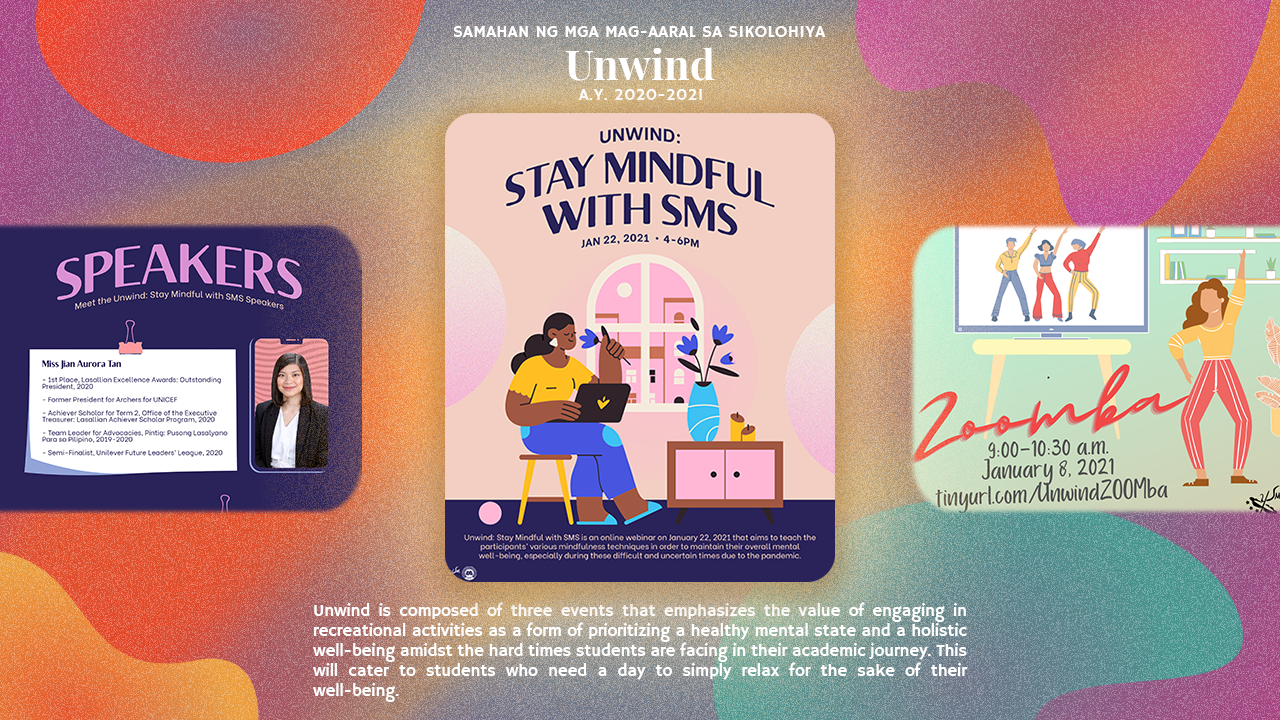 SAMAHAN NG MGA MAG-AARAL SA SIKOLOHIYA
Unwind
A.Y. 2020-2021
UNWIND:
STAY MINDFUL
WITH SMS
JAN 22, 2021 • 4-6PM
Unwind: Stay Mindful with SMS is an online webinar on January 22, 2021 that aims to teach the
participants' various mindfulness techniques in order to maintain their overall mental
well-being, especially during these difficult and uncertain times due to the pandemic.
SPEAKERS
Meet the Unwind: Stay Mindful with SMS Speakers
Miss Jian Aurora Tan
- 1st Place, Lasallian Excellence Awards: Outstanding
President, 2020
- Former President for Archers for UNICEF
- Achiever Scholar for Term 2, Office of the Executive
Treasurer: Lasallian Achiever Scholar Program, 2020
- Team Leader for Advocacies, Pintig: Pusong Lasalyano
Para sa Pilipino, 2019-2020
- Semi-Finalist, Unilever Future Leaders' League, 2020
Zoomba
9:00-10:30 a.m.
January 8, 2021
tinyurl.com/UnwindZOOMba
Unwind is composed of three events that emphasizes the value of engaging in
recreational activities as a form of prioritizing a healthy mental state and a holistic
well-being amidst the hard times students are facing in their academic journey. This
will cater to students who need a day to simply relax for the sake of their
well-being.